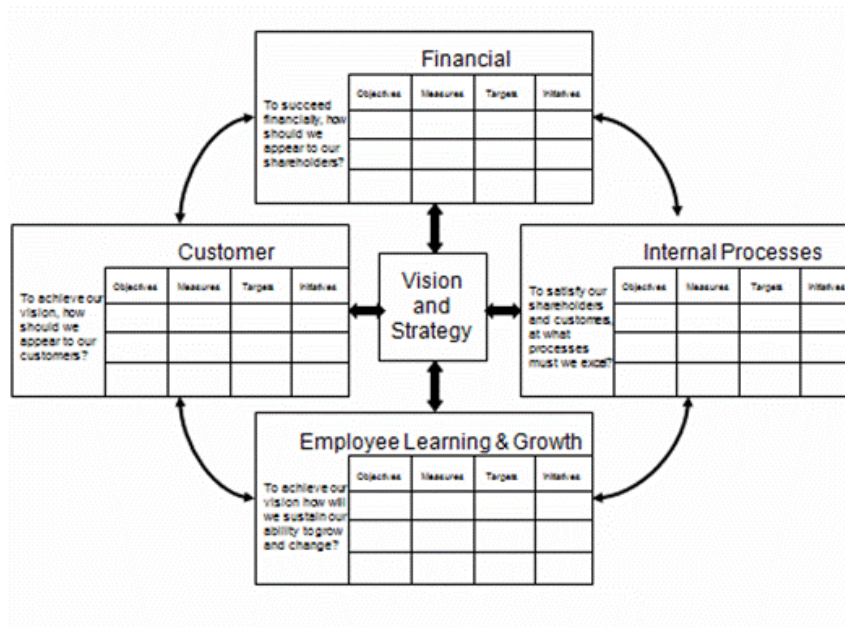 Financial
Objectives Measures Targets Initiatives
To succeed
financially, how
should we
appear to our
shareholders?
Customer
Objectives Measures Targets Initiatives
To achieve our
vision, how
should we
appear to our
customers?
Vision
and
Strategy
Internal Processes
Objectives Measures Targets Initiatives
To satisfy our
shareholders
and customers,
at what
processes
must we excel?
Employee Learning & Growth
Objectives Measures Targets Initiatives
To achieve our
vision how will
we sustain our
ability to grow
and change?